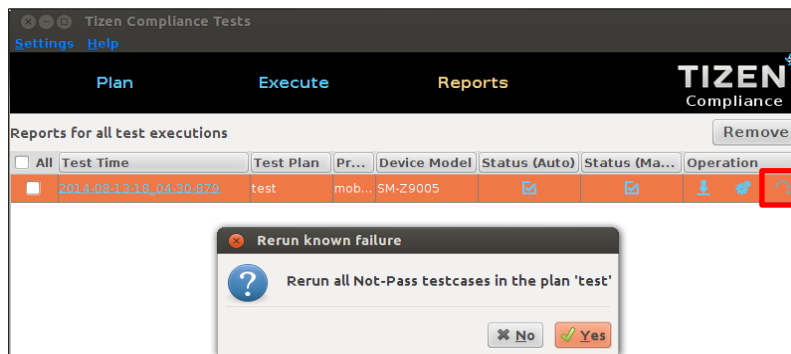 Tizen Compliance Tests
Settings Help
Plan Execute Reports TIZEN
Compliance
Reports for all test executions Remove
All Test Time Test Plan Pr... Device Model Status (Auto) Status (Ma... Operation
2014-08-13-18_04-30-879 test mob... SM-Z9005
Rerun known failure
Rerun all Not-Pass testcases in the plan 'test'
No Yes